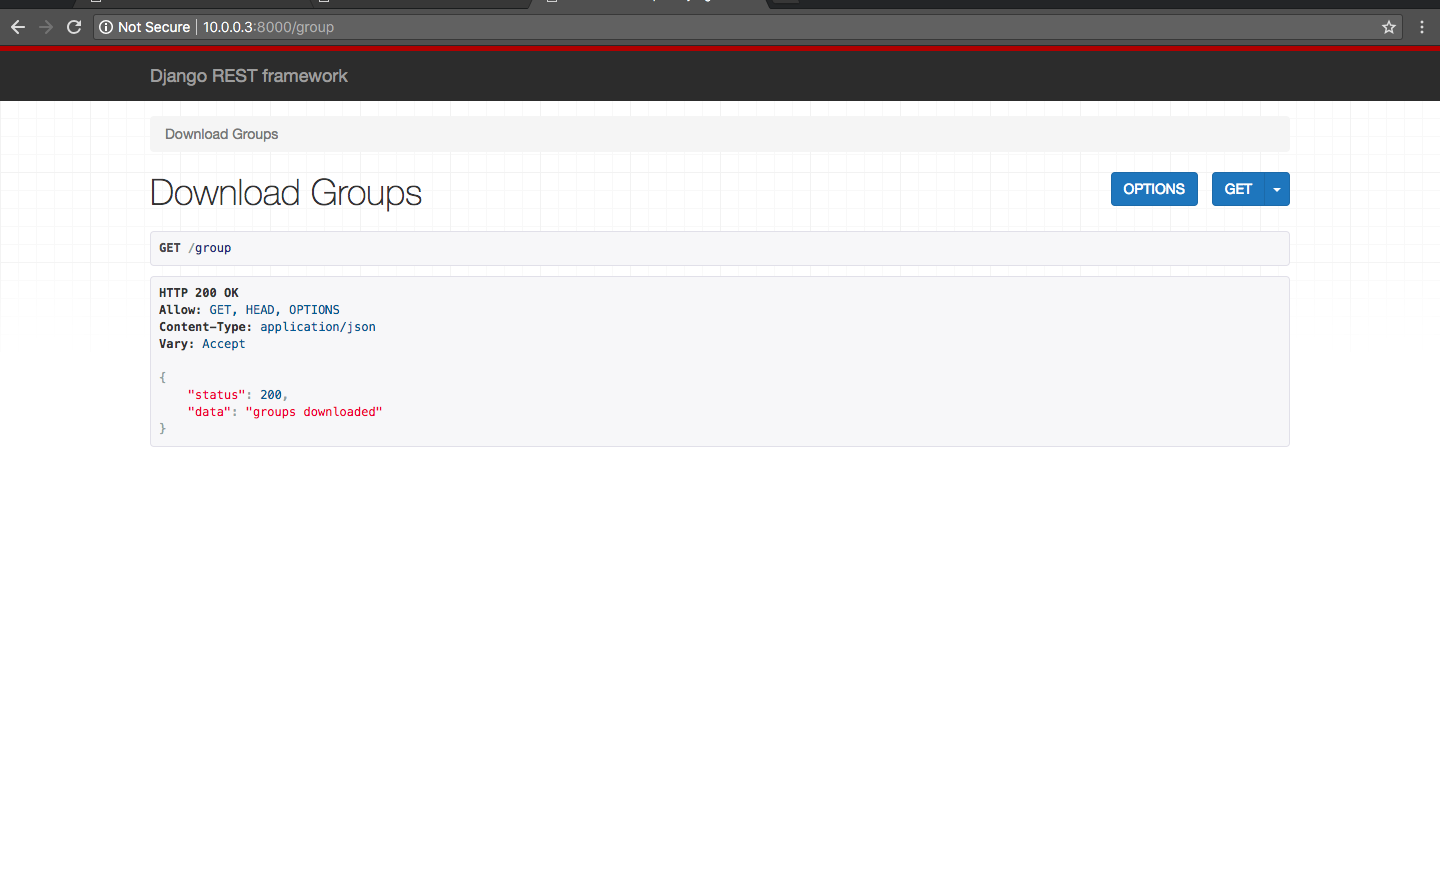 Not Secure | 10.0.0.3:8000/group
Django REST framework
Download Groups
Download Groups
OPTIONS GET
GET /group
HTTP 200 OK
Allow: GET, HEAD, OPTIONS
Content-Type: application/json
Vary: Accept
{
"status": 200,
"data": "groups downloaded"
}